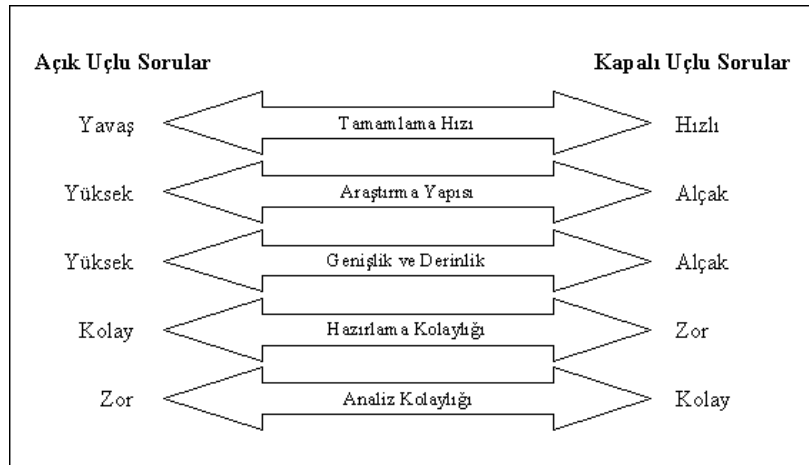 Açık Uçlu Sorular Kapalı Uçlu Sorular
Yavaş Tamamlama Hızı Hızlı
Yüksek Araştırma Yapısı Alçak
Yüksek Genişlik ve Derinlik Alçak
Kolay Hazırlama Kolaylığı Zor
Zor Analiz Kolaylığı Kolay